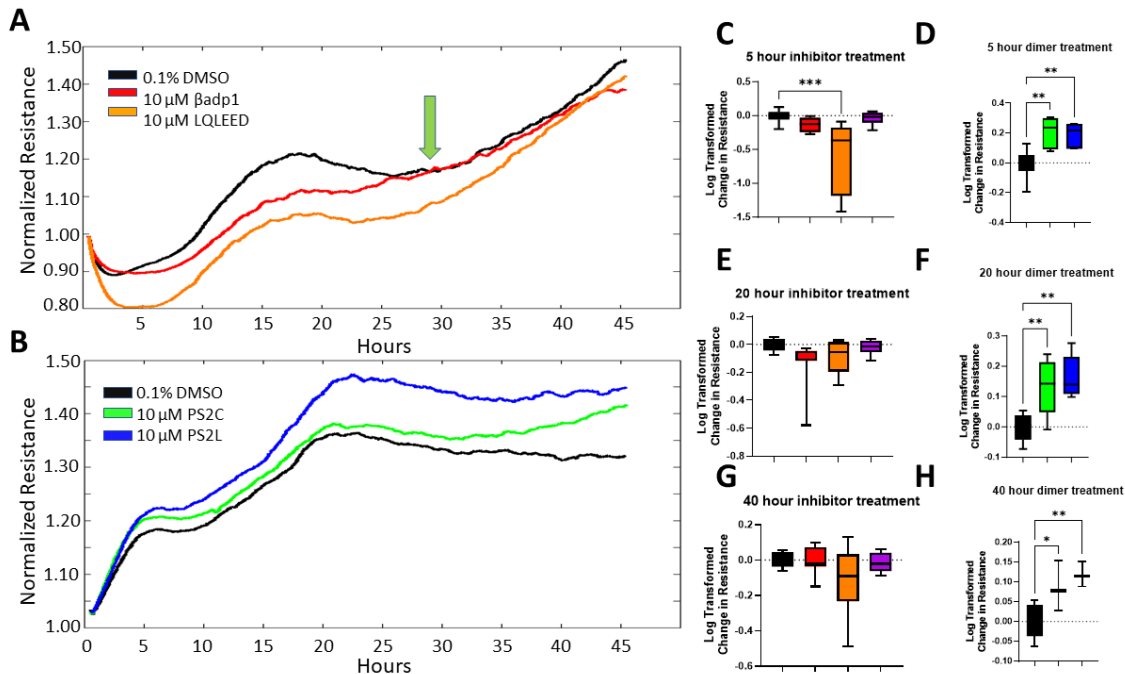 A
1.50
1.40
1.30
1.20
1.10
1.00
0.90
0.80
Normalized Resistance
0.1% DMSO
10 µM βadp1
10 µM LQLEED
5
10
15
20
25
30
35
40
45
Hours
B
1.50
1.40
1.30
1.20
1.10
1.00
Normalized Resistance
0.1% DMSO
10 µM PS2C
10 µM PS2L
0
5
10
15
20
25
30
35
40
45
Hours
C
5 hour inhibitor treatment
Log Transformed
Change in Resistance
0.5
0.0
-0.5
-1.0
-1.5
***
D
5 hour dimer treatment
Log Transformed
Change in Resistance
0.4
0.2
0.0
-0.2
-0.4
**
**
E
20 hour inhibitor treatment
Log Transformed
Change in Resistance
0.2
0.0
-0.2
-0.4
-0.6
-0.8
F
20 hour dimer treatment
Log Transformed
Change in Resistance
0.3
0.2
0.1
0.0
-0.1
**
**
G
40 hour inhibitor treatment
Log Transformed
Change in Resistance
0.2
0.0
-0.2
-0.4
-0.6
H
40 hour dimer treatment
Log Transformed
Change in Resistance
0.20
0.15
0.10
0.05
0.00
-0.05
-0.10
**
*